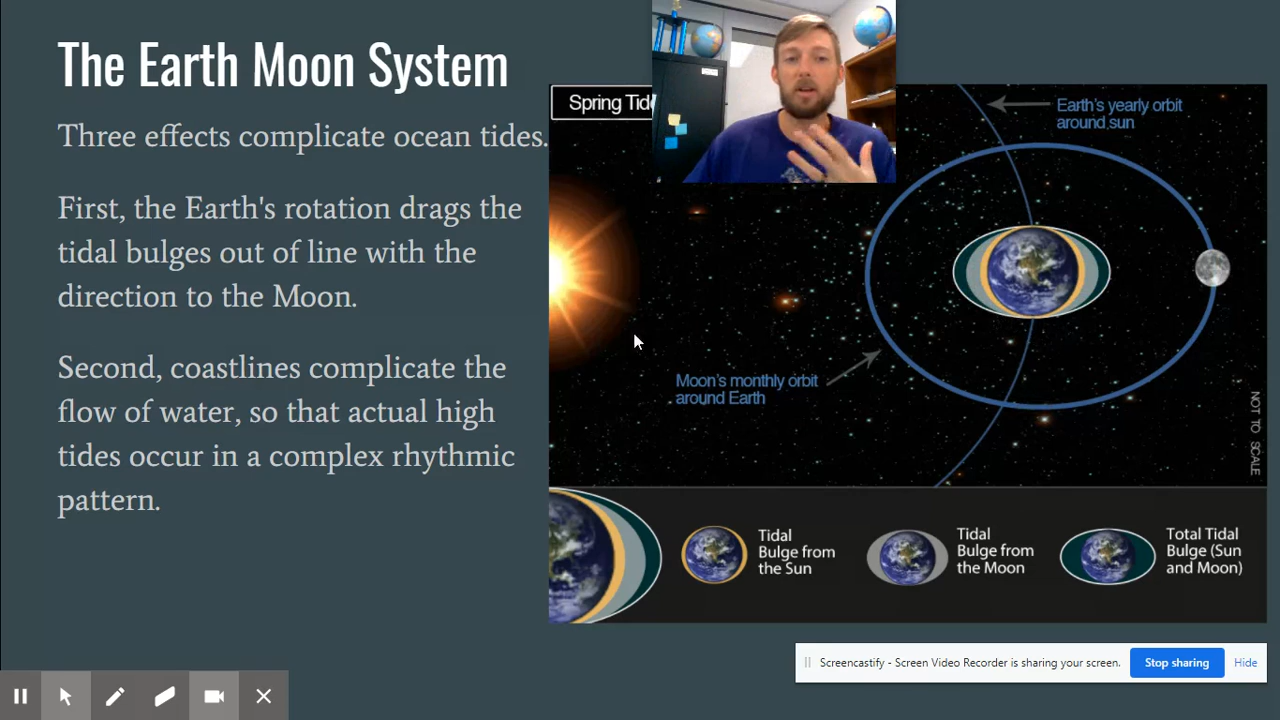 The Earth Moon System
Three effects complicate ocean tides.
First, the Earth's rotation drags the
tidal bulges out of line with the
direction to the Moon.
Second, coastlines complicate the
flow of water, so that actual high
tides occur in a complex rhythmic
pattern.
Spring Tid
Earth's yearly orbit
around sun
Moon's monthly orbit
around Earth
NOT TO SCALE
Tidal
Bulge from
the Sun
Tidal
Bulge from
the Moon
Total Tidal
Bulge (Sun
and Moon)
Screencastify - Screen Video Recorder is sharing your screen.
Stop sharing
Hide